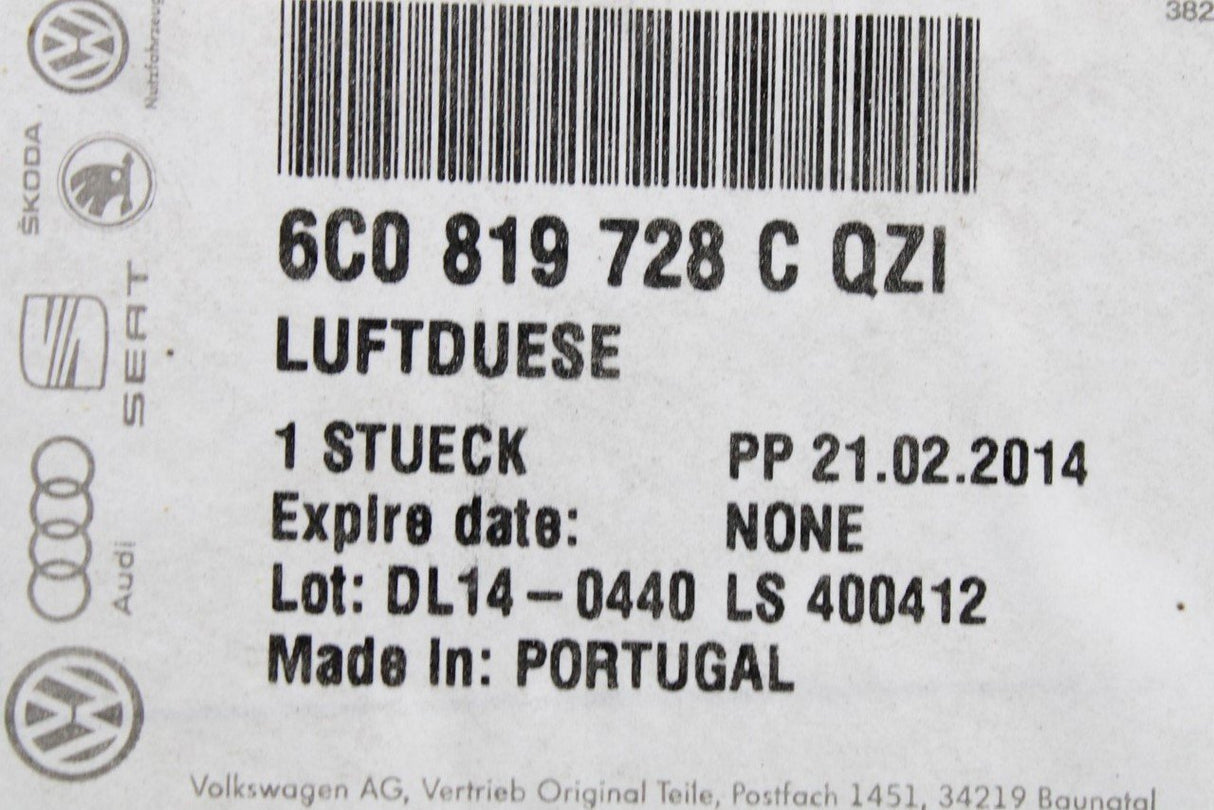 382
Nutzfahrzeuge
ŠKODA
SEAT
Audi
6C0 819 728 C QZI
LUFTDUESE
1 STUECK PP 21.02.2014
Expire date: NONE
Lot: DL14-0440 LS 400412
Made In: PORTUGAL
Volkswagen AG, Vertrieb Original Teile, Postfach 1451, 34219 Baunatal